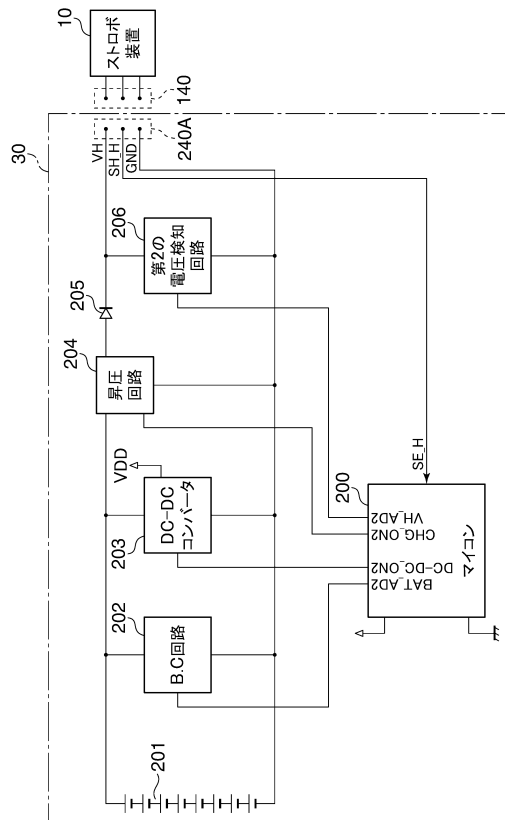 30
10
ストロボ
装置
140
240A
VH
SH_H
GND
206
第2の
電圧検知
回路
205
204
昇圧
回路
VDD
203
DC-DC
コンバータ
202
B.C回路
201
SE_H
200
VH_AD2
CHG_ON2
DC-DC_ON2
BAT_AD2
マイコン